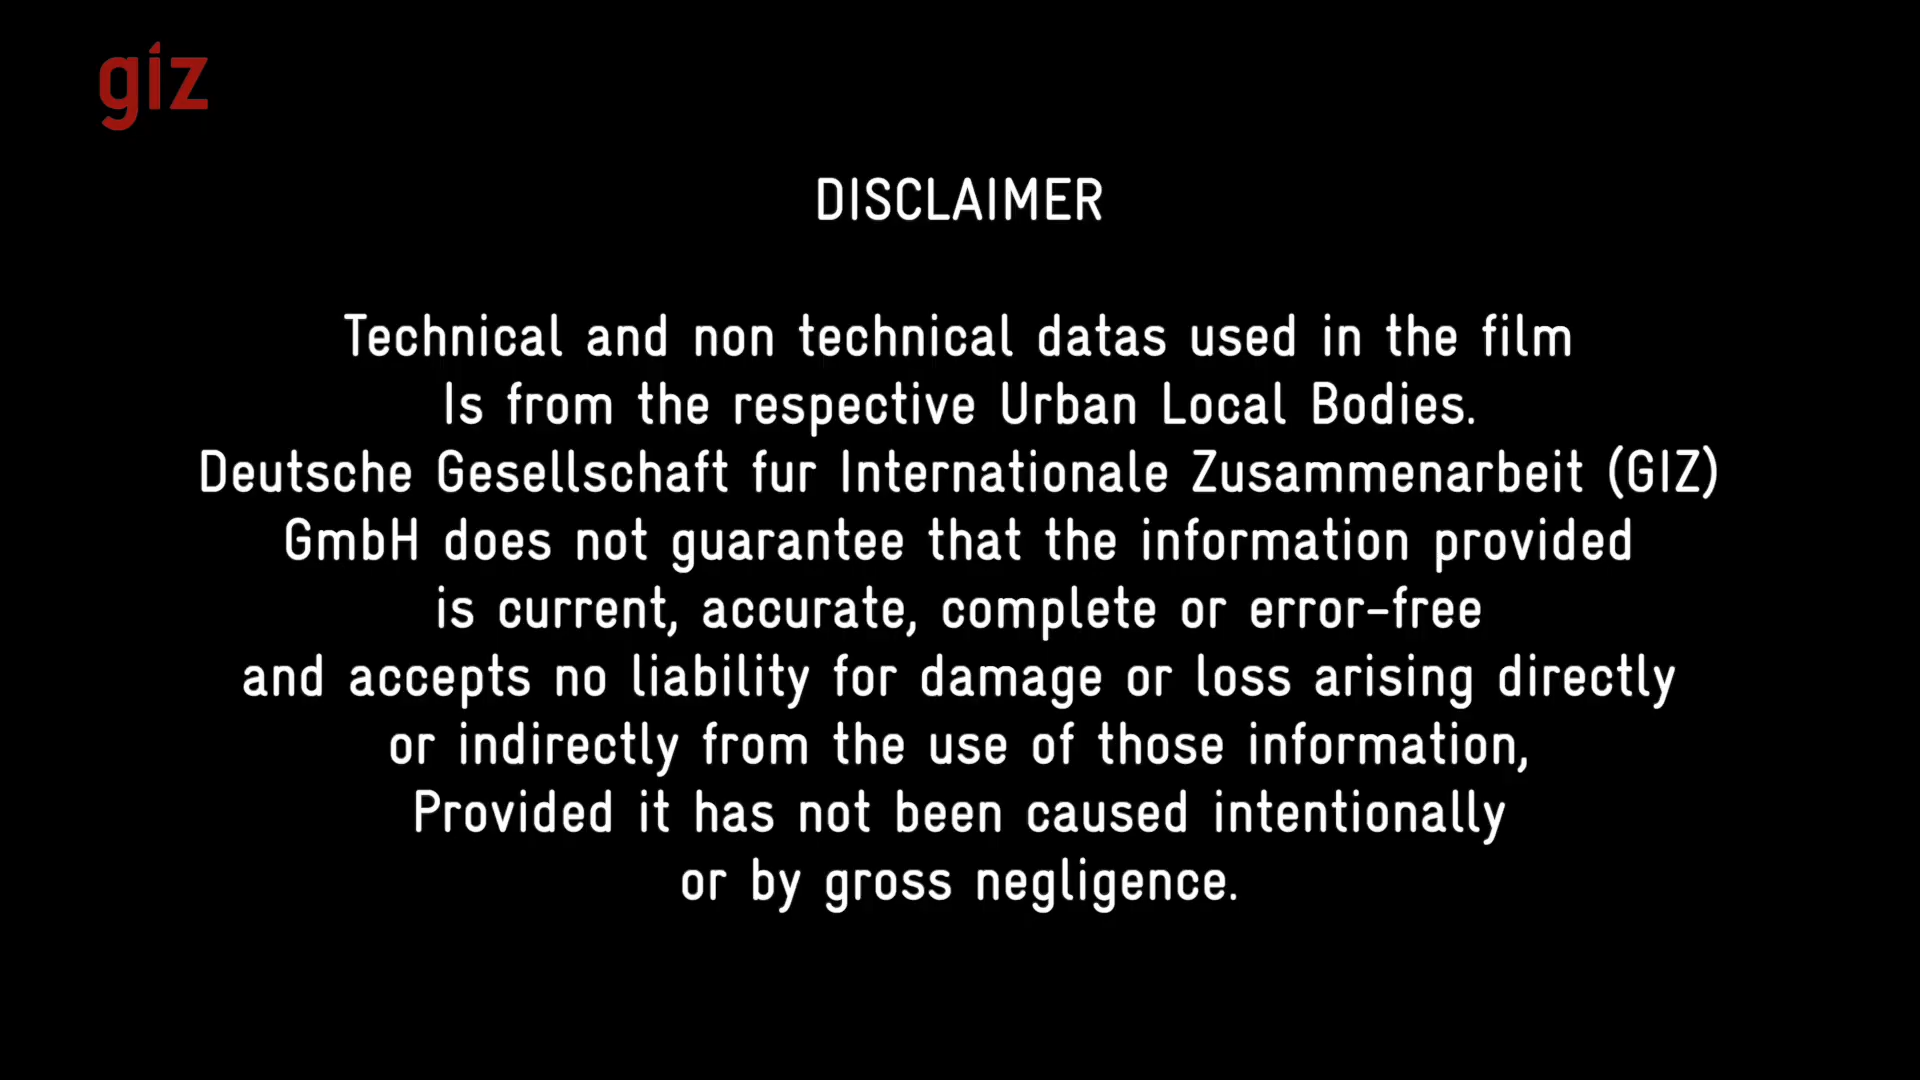 giz
DISCLAIMER
Technical and non technical datas used in the film
Is from the respective Urban Local Bodies.
Deutsche Gesellschaft fur Internationale Zusammenarbeit (GIZ)
GmbH does not guarantee that the information provided
is current, accurate, complete or error-free
and accepts no liability for damage or loss arising directly
or indirectly from the use of those information,
Provided it has not been caused intentionally
or by gross negligence.